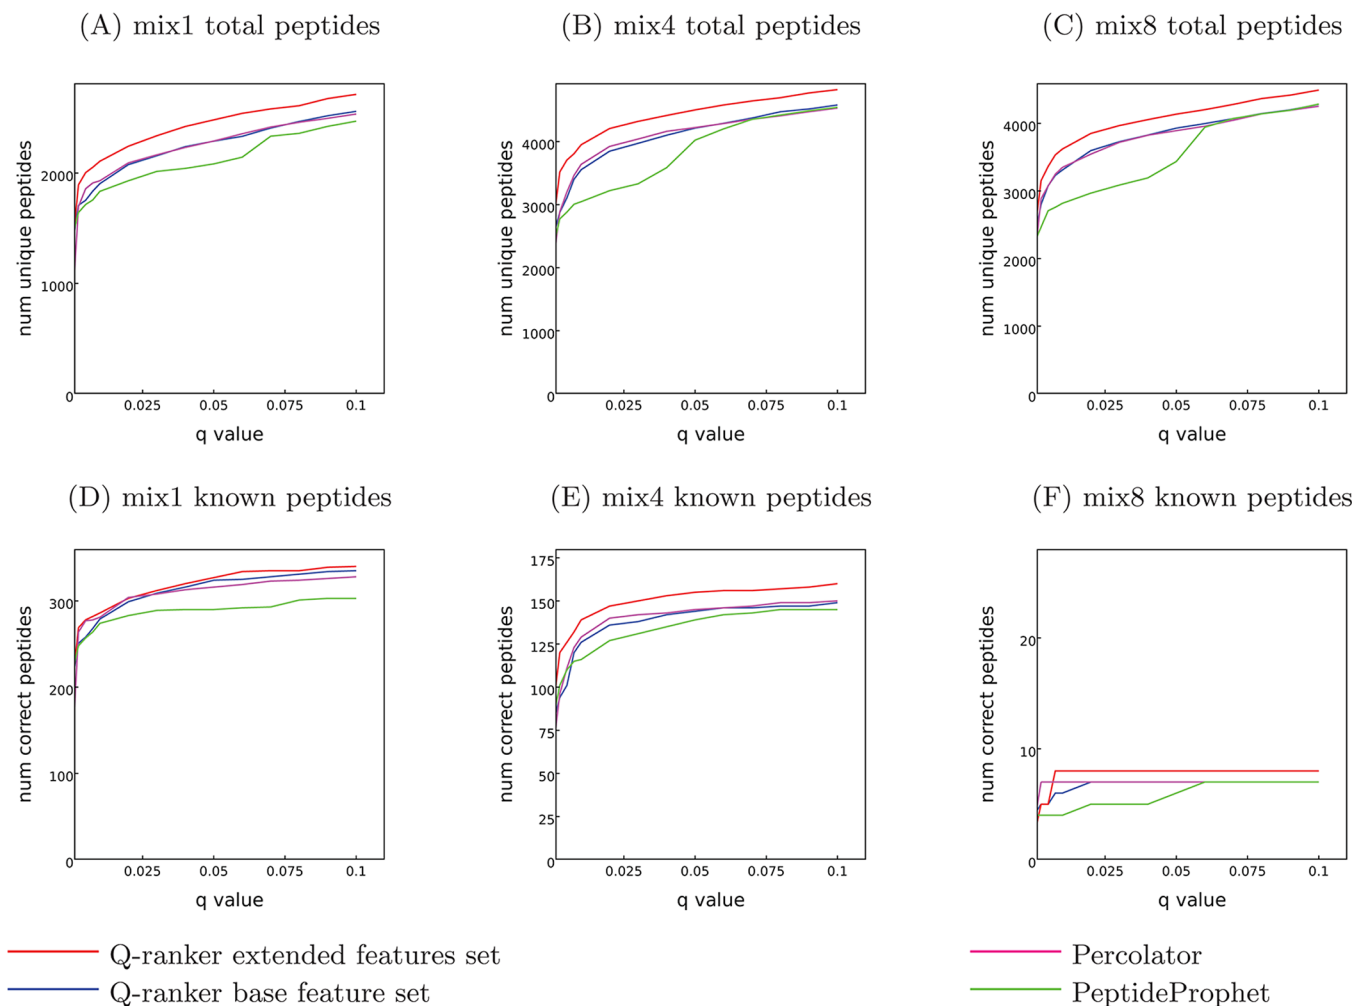 (A) mix1 total peptides
(B) mix4 total peptides
(C) mix8 total peptides
num unique peptides
2000
1000
0
0.025
0.05
0.075
0.1
q value
num unique peptides
4000
3000
2000
1000
0
0.025
0.05
0.075
0.1
q value
num unique peptides
4000
3000
2000
1000
0
0.025
0.05
0.075
0.1
q value
(D) mix1 known peptides
(E) mix4 known peptides
(F) mix8 known peptides
num correct peptides
300
200
100
0
0.025
0.05
0.075
0.1
q value
num correct peptides
175
150
125
100
75
50
25
0
0.025
0.05
0.075
0.1
q value
num correct peptides
20
10
0
0.025
0.05
0.075
0.1
q value
Q-ranker extended features set
Q-ranker base feature set
Percolator
PeptideProphet